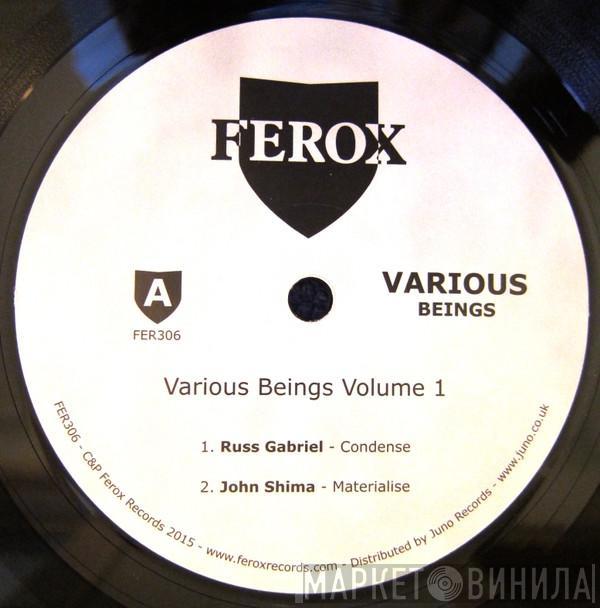 FEROX
A
FER306
VARIOUS
BEINGS
Various Beings Volume 1
1. Russ Gabriel - Condense
2. John Shima - Materialise
FER306 - C&P Ferox Records 2015 - www.feroxrecords.com - Distributed by Juno Records - www.juno.co.uk
МАРКЕТ ВИНИЛА